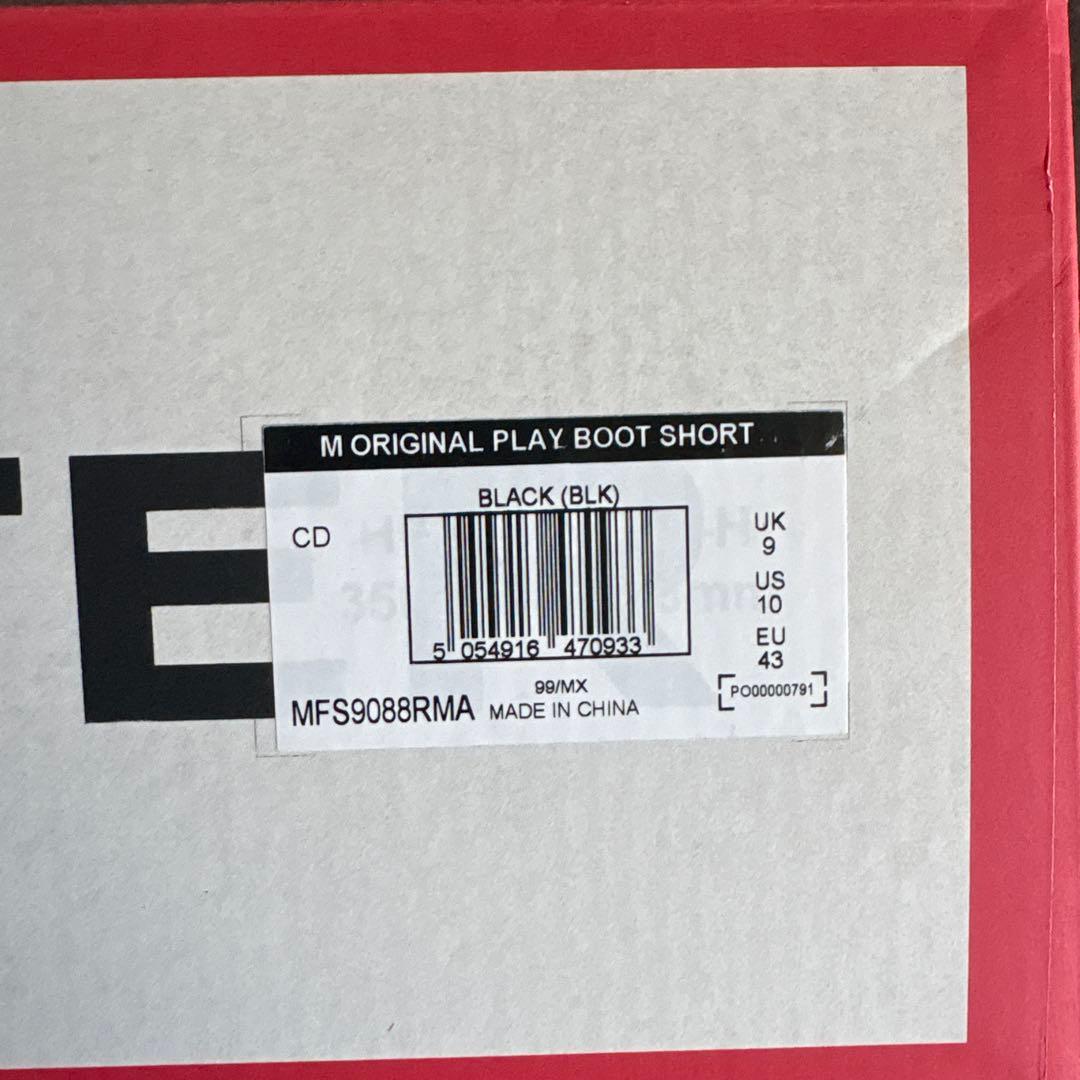 TE
M ORIGINAL PLAY BOOT SHORT
BLACK (BLK)
CD
5 054916 470933
UK
9
US
10
EU
43
PO00000791
99/MX
MFS9088RMA MADE IN CHINA